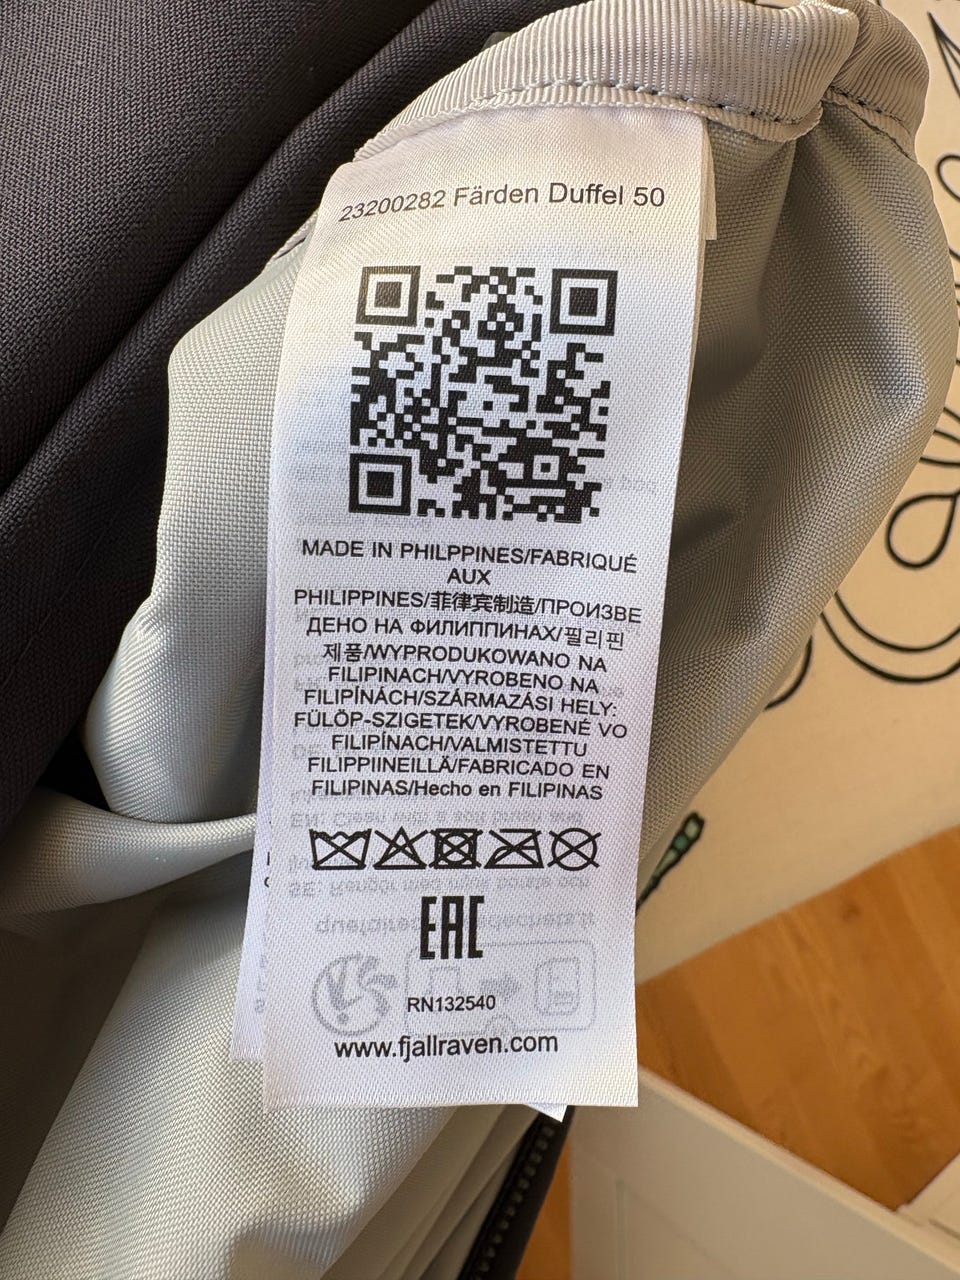 23200282 Färden Duffel 50
MADE IN PHILPPINES/FABRIQUÉ
AUX
PHILIPPINES/菲律宾制造/ПРОИЗВЕ
ДЕНО НА ФИЛИППИНАХ/필리핀
제품/WYPRODUKOWANO NA
FILIPINACH/VYROBENO NA
FILIPÍNÁCH/SZÁRMAZÁSI HELY:
FÜLÖP-SZIGETEK/VYROBENÉ VO
FILIPÍNACH/VALMISTETTU
FILIPPIINEILLÄ/FABRICADO EN
FILIPINAS/Hecho en FILIPINAS
EAC
RN132540
www.fjallraven.com